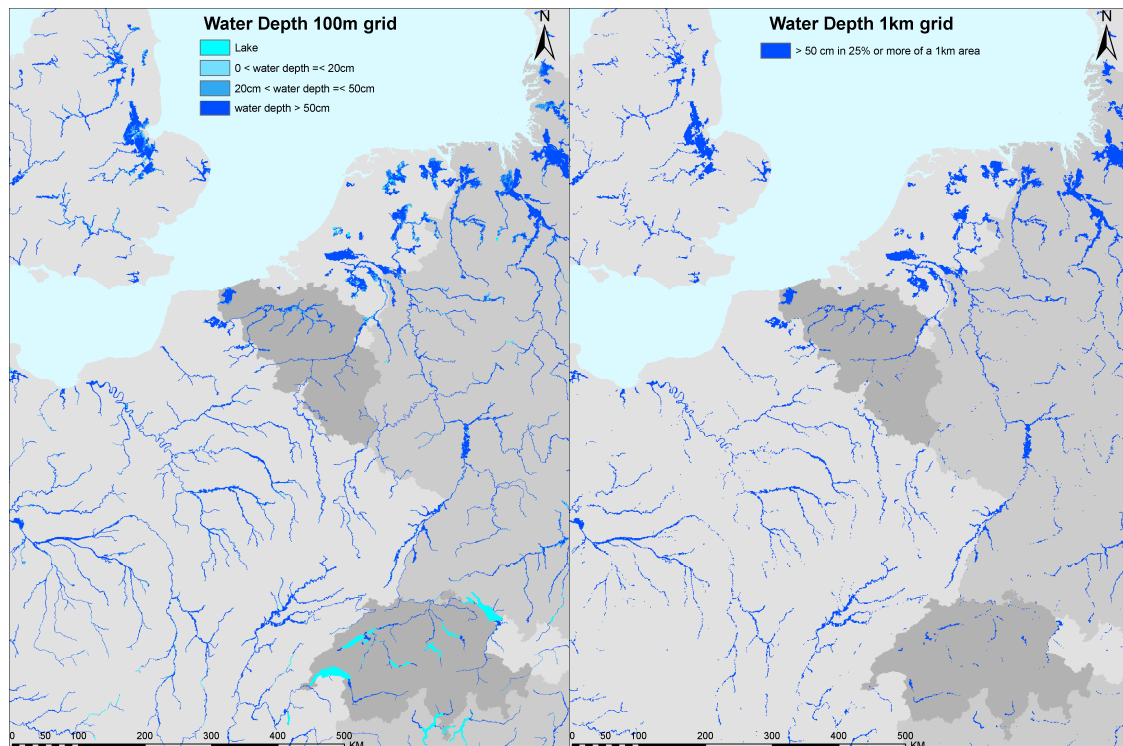 Water Depth 100m grid
N
Lake
0 < water depth =< 20cm
20cm < water depth =< 50cm
water depth > 50cm
0 50 100 200 300 400 500
KM
Water Depth 1km grid
N
> 50 cm in 25% or more of a 1km area
0 50 100 200 300 400 500
KM